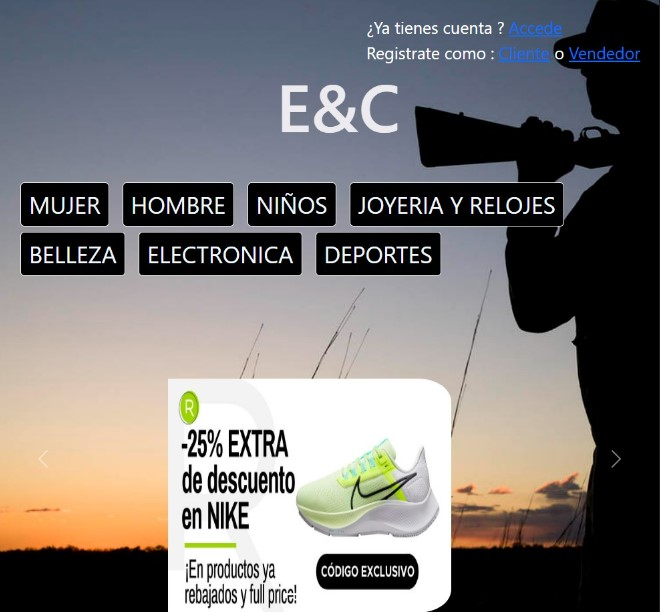 ¿Ya tienes cuenta ? Accede
Registrate como : Cliente o Vendedor
E&C
MUJER HOMBRE NIÑOS JOYERIA Y RELOJES
BELLEZA ELECTRONICA DEPORTES
R
-25% EXTRA
de descuento
en NIKE
¡En productos ya
rebajados y full price!
CÓDIGO EXCLUSIVO